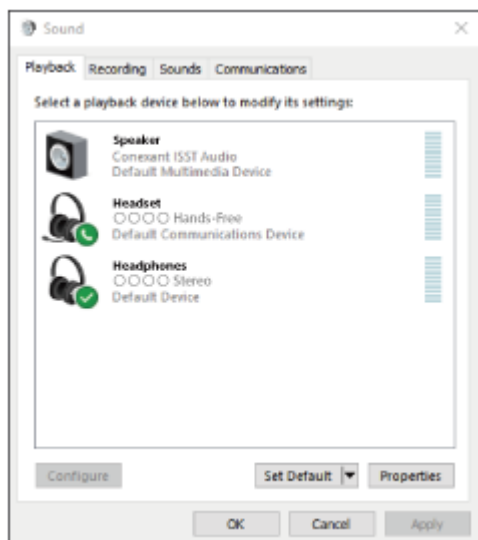 Sound
Playback Recording Sounds Communications
Select a playback device below to modify its settings:
Speaker
Conexant ISST Audio
Default Multimedia Device
Headset
○○○○ Hands-Free
Default Communications Device
Headphones
○○○○ Stereo
Default Device
Configure Set Default Properties
OK Cancel Apply